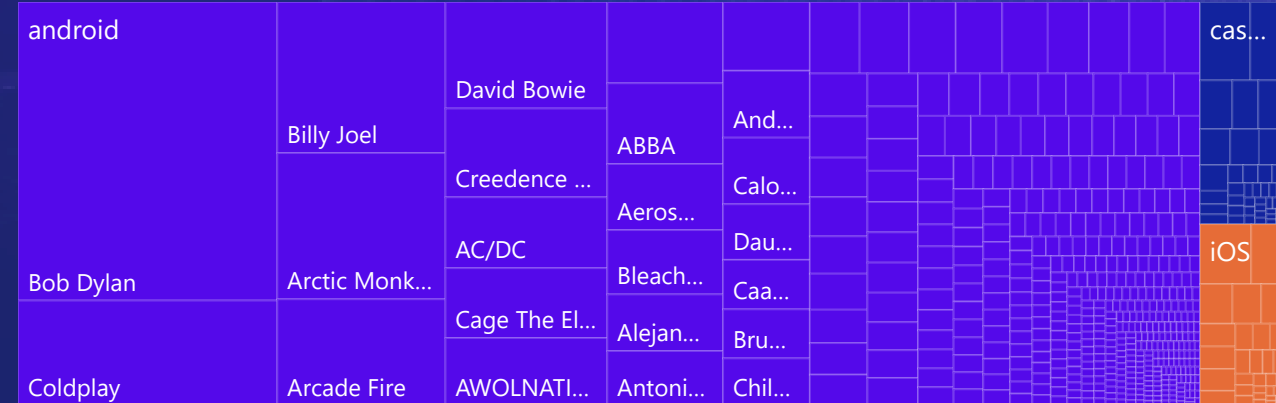 android
Bob Dylan
Coldplay
Billy Joel
Arctic Monk...
Arcade Fire
David Bowie
Creedence ...
AC/DC
Cage The El...
AWOLNATI...
ABBA
Aeros...
Bleach...
Alejan...
Antoni...
And...
Calo...
Dau...
Caa...
Bru...
Chil...
cas...
iOS